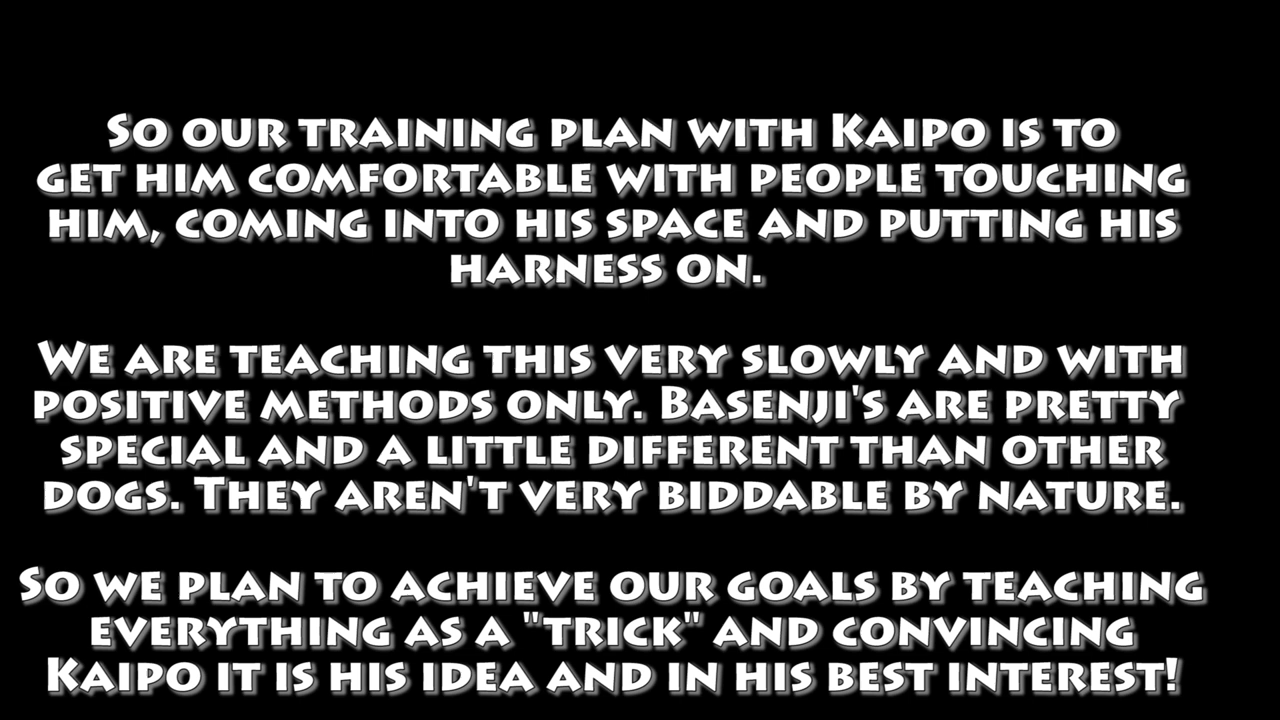 So our training plan with Kaipo is to
get him comfortable with people touching
him, coming into his space and putting his
harness on.
We are teaching this very slowly and with
positive methods only. Basenji's are pretty
special and a little different than other
dogs. They aren't very biddable by nature.
So we plan to achieve our goals by teaching
everything as a "trick" and convincing
Kaipo it is his idea and in his best interest!